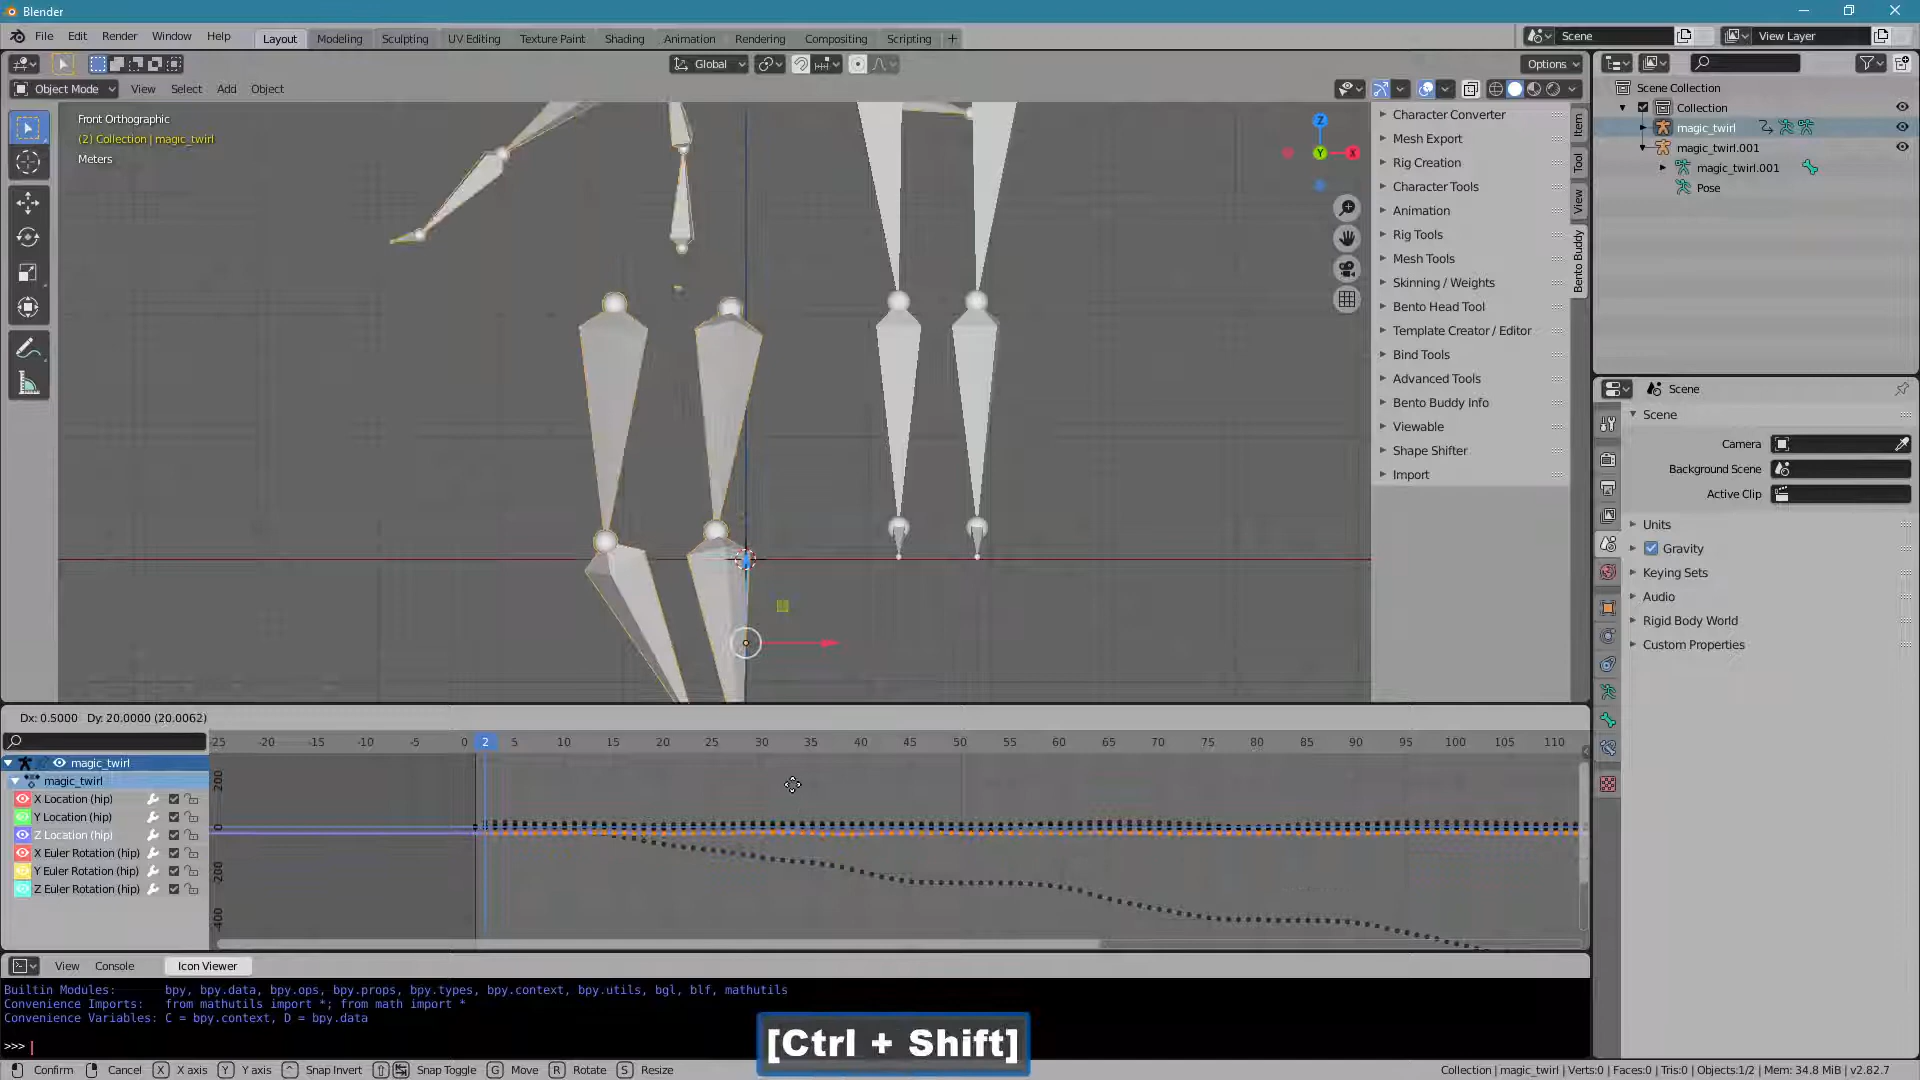 Blender
File Edit Render Window Help
Layout Modeling Sculpting UV Editing Texture Paint Shading Animation Rendering Compositing Scripting +
Scene View Layer
Global Options
Object Mode View Select Add Object
Front Orthographic
(2) Collection | magic_twirl
Meters
Z
Y
X
Character Converter
Mesh Export
Rig Creation
Character Tools
Animation
Rig Tools
Mesh Tools
Skinning / Weights
Bento Head Tool
Template Creator / Editor
Bind Tools
Advanced Tools
Bento Buddy Info
Viewable
Shape Shifter
Import
Item
Tool
View
Bento Buddy
Scene Collection
Collection
magic_twirl
magic_twirl.001
magic_twirl.001
Pose
Scene
Scene
Camera
Background Scene
Active Clip
Units
Gravity
Keying Sets
Audio
Rigid Body World
Custom Properties
Dx: 0.5000 Dy: 20.0000 (20.0062)
-25 -20 -15 -10 -5 0 2 5 10 15 20 25 30 35 40 45 50 55 60 65 70 75 80 85 90 95 100 105 110
200
0
-200
-400
magic_twirl
magic_twirl
X Location (hip)
Y Location (hip)
Z Location (hip)
X Euler Rotation (hip)
Y Euler Rotation (hip)
Z Euler Rotation (hip)
View Console Icon Viewer
Builtin Modules: bpy, bpy.data, bpy.ops, bpy.props, bpy.types, bpy.context, bpy.utils, bgl, blf, mathutils
Convenience Imports: from mathutils import *; from math import *
Convenience Variables: C = bpy.context, D = bpy.data
>>>
[Ctrl + Shift]
Confirm Cancel X X axis Y Y axis Snap Invert Snap Toggle G Move R Rotate S Resize
Collection | magic_twirl | Verts:0 | Faces:0 | Tris:0 | Objects:1/2 | Mem: 34.8 MiB | v2.82.7